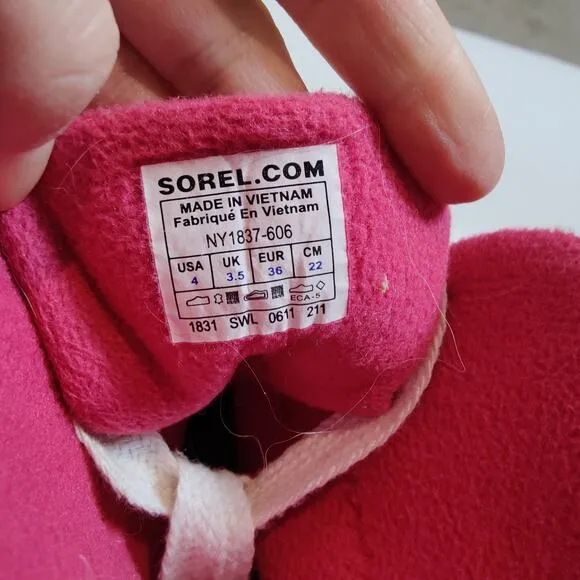 SOREL.COM
MADE IN VIETNAM
Fabriqué En Vietnam
NY1837-606
USA UK EUR CM
4 3.5 36 22
ECA-5
1831 SWL 0611 211